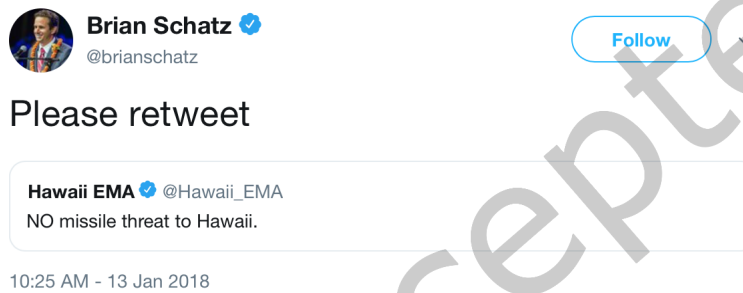 Brian Schatz
@brianschatz
Follow
Please retweet
Hawaii EMA @Hawaii_EMA
NO missile threat to Hawaii.
10:25 AM - 13 Jan 2018
cepte